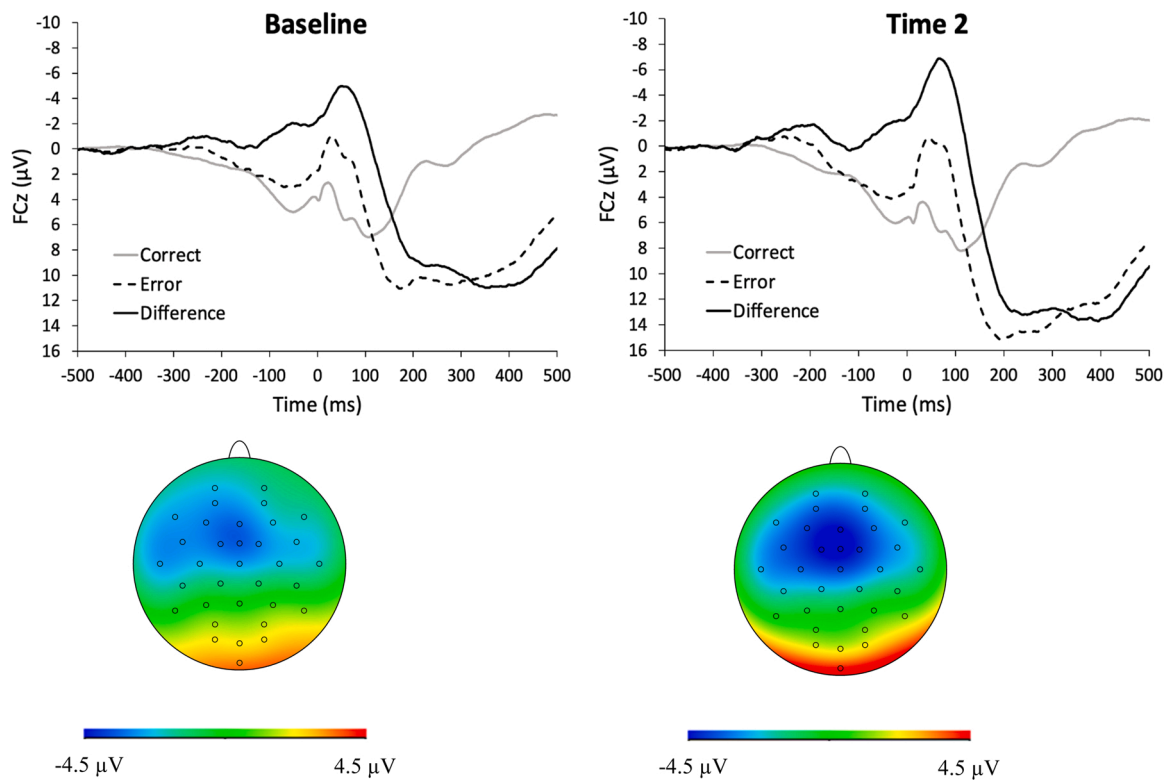 Baseline
-10
-8
-6
-4
-2
0
2
4
6
8
10
12
14
16
FCz (µV)
Correct
Error
Difference
-500 -400 -300 -200 -100 0 100 200 300 400 500
Time (ms)
Time 2
-10
-8
-6
-4
-2
0
2
4
6
8
10
12
14
16
FCz (µV)
Correct
Error
Difference
-500 -400 -300 -200 -100 0 100 200 300 400 500
Time (ms)
-4.5 µV 4.5 µV
-4.5 µV 4.5 µV